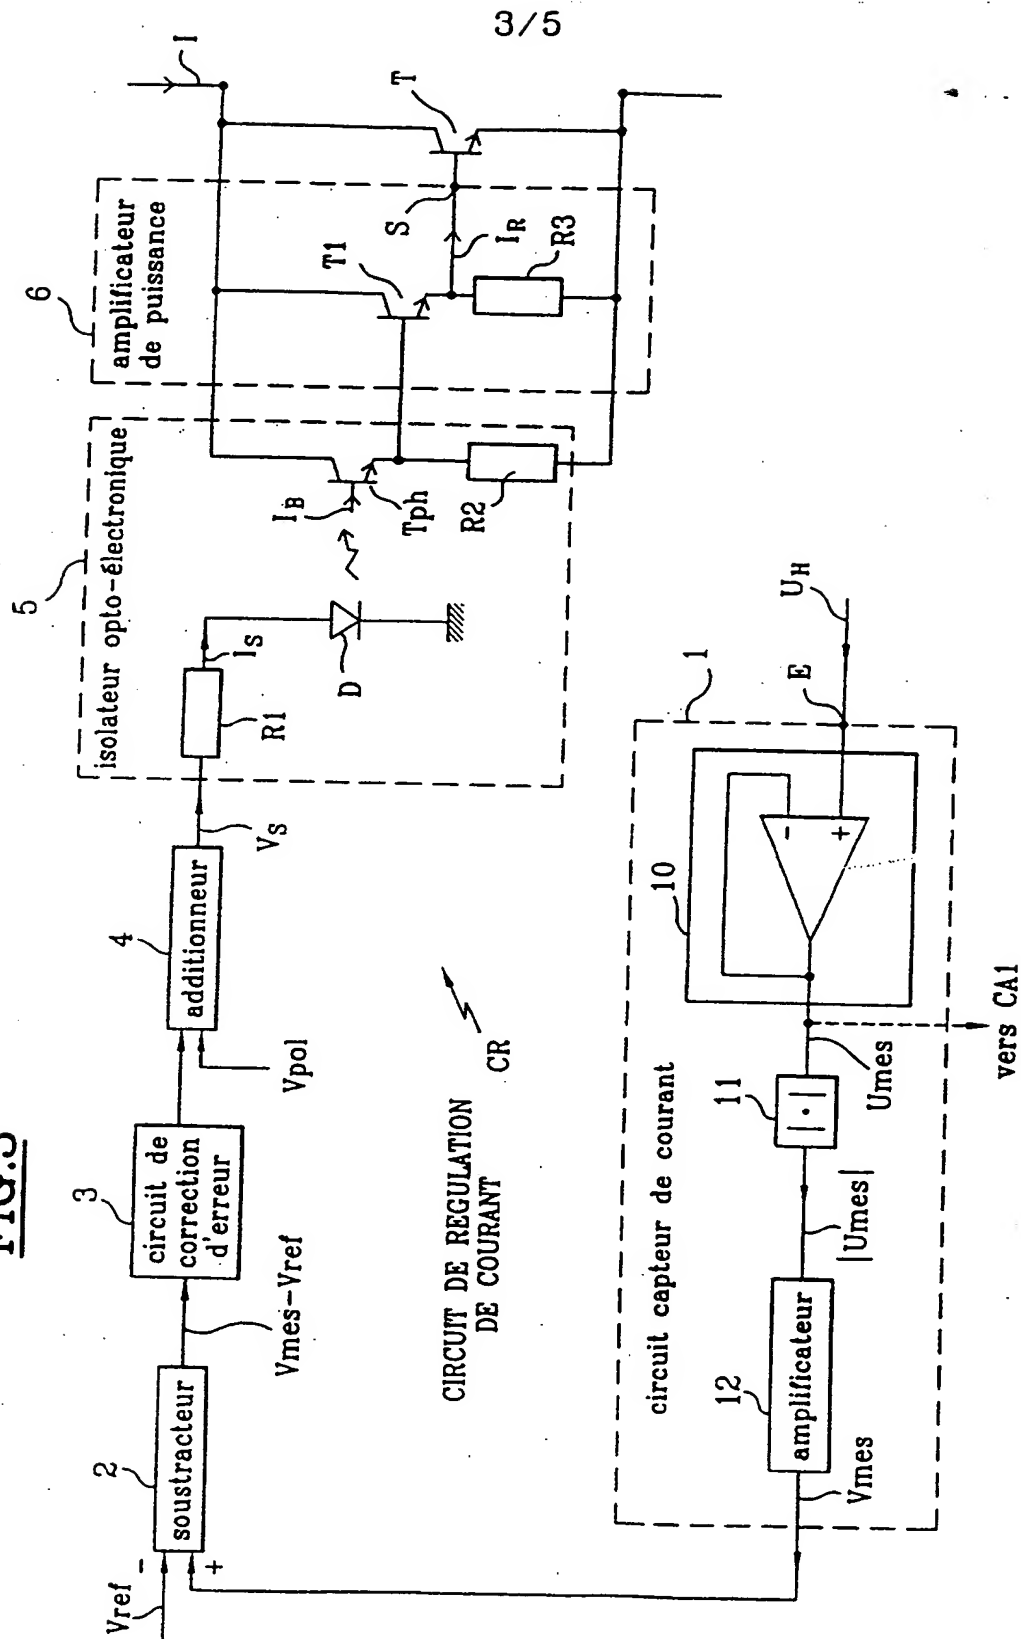 3/5
FIG.3
Vref
-
+
2
soustracteur
Vmes-Vref
3
circuit de
correction
d'erreur
Vpol
4
additionneur
VS
5
isolateur opto-électronique
R1
IS
D
IB
Tph
R2
6
amplificateur
de puissance
T1
S
IR
R3
T
I
CIRCUIT DE REGULATION
DE COURANT
CR
circuit capteur de courant
1
E
UH
10
-
+
Umes
vers CA1
11
|·|
|Umes|
12
amplificateur
Vmes